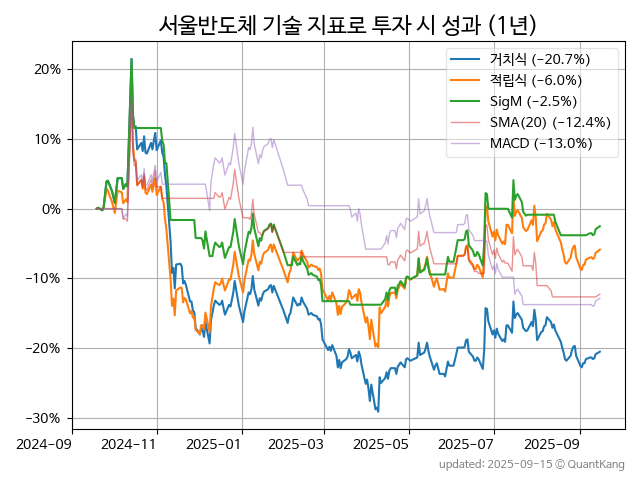 서울반도체 기술 지표로 투자 시 성과 (1년)
거치식 (−20.7%)
적립식 (−6.0%)
SigM (−2.5%)
SMA(20) (−12.4%)
MACD (−13.0%)
20%
10%
0%
−10%
−20%
−30%
2024-09 2024-11 2025-01 2025-03 2025-05 2025-07 2025-09
updated: 2025-09-15 © QuantKang